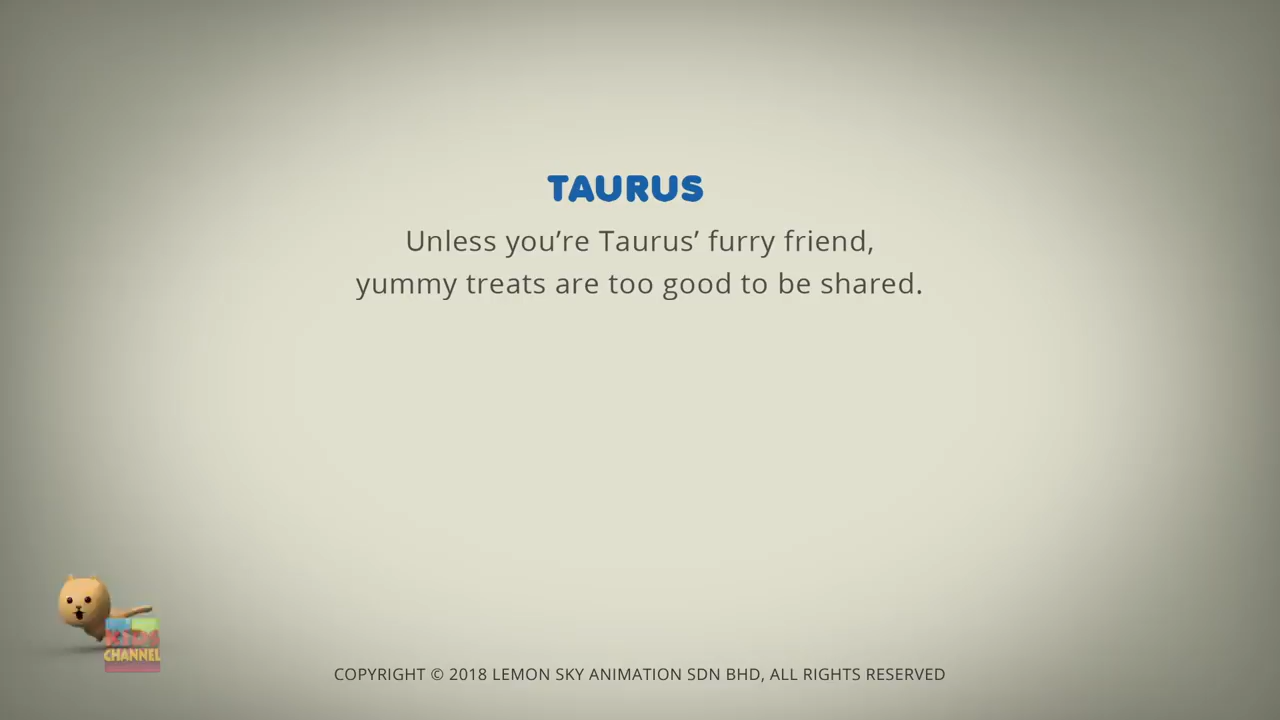 TAURUS
Unless you’re Taurus’ furry friend,
yummy treats are too good to be shared.
KIDS
CHANNEL
COPYRIGHT © 2018 LEMON SKY ANIMATION SDN BHD, ALL RIGHTS RESERVED